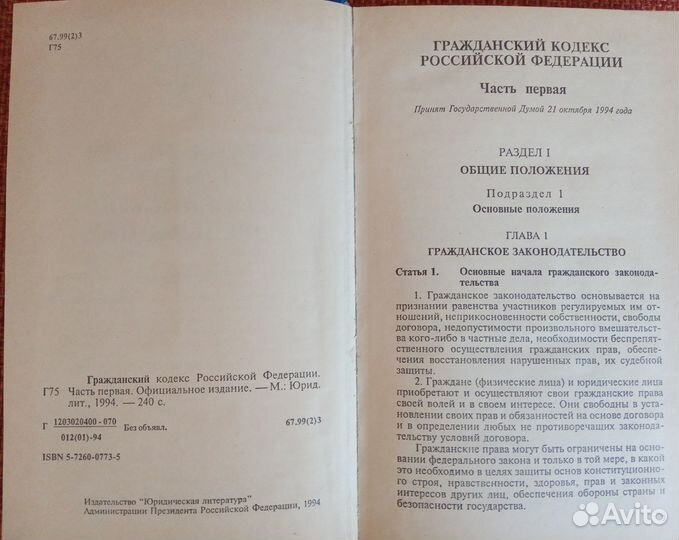 67.99(2)3
Г75
Гражданский кодекс Российской Федерации.
Г75 Часть первая. Официальное издание. — М.: Юрид.
лит., 1994. — 240 с.
Г 1203020400-070 Без объявл. 67.99(2)3
012(01)-94
ISBN 5-7260-0773-5
Издательство "Юридическая литература"
Администрации Президента Российской Федерации, 1994
ГРАЖДАНСКИЙ КОДЕКС
РОССИЙСКОЙ ФЕДЕРАЦИИ
Часть первая
Принят Государственной Думой 21 октября 1994 года
РАЗДЕЛ I
ОБЩИЕ ПОЛОЖЕНИЯ
Подраздел 1
Основные положения
ГЛАВА 1
ГРАЖДАНСКОЕ ЗАКОНОДАТЕЛЬСТВО
Статья 1. Основные начала гражданского законода-
тельства
1. Гражданское законодательство основывается на
признании равенства участников регулируемых им от-
ношений, неприкосновенности собственности, свободы
договора, недопустимости произвольного вмешательст-
ва кого-либо в частные дела, необходимости беспрепят-
ственного осуществления гражданских прав, обеспече-
ния восстановления нарушенных прав, их судебной
защиты.
2. Граждане (физические лица) и юридические лица
приобретают и осуществляют свои гражданские права
своей волей и в своем интересе. Они свободны в
установлении своих прав и обязанностей на основе договора
и в определении любых не противоречащих законода-
тельству условий договора.
Гражданские права могут быть ограничены на осно-
вании федерального закона и только в той мере, в какой
это необходимо в целях защиты основ конституционно-
го строя, нравственности, здоровья, прав и законных
интересов других лиц, обеспечения обороны страны и
безопасности государства.
Avito